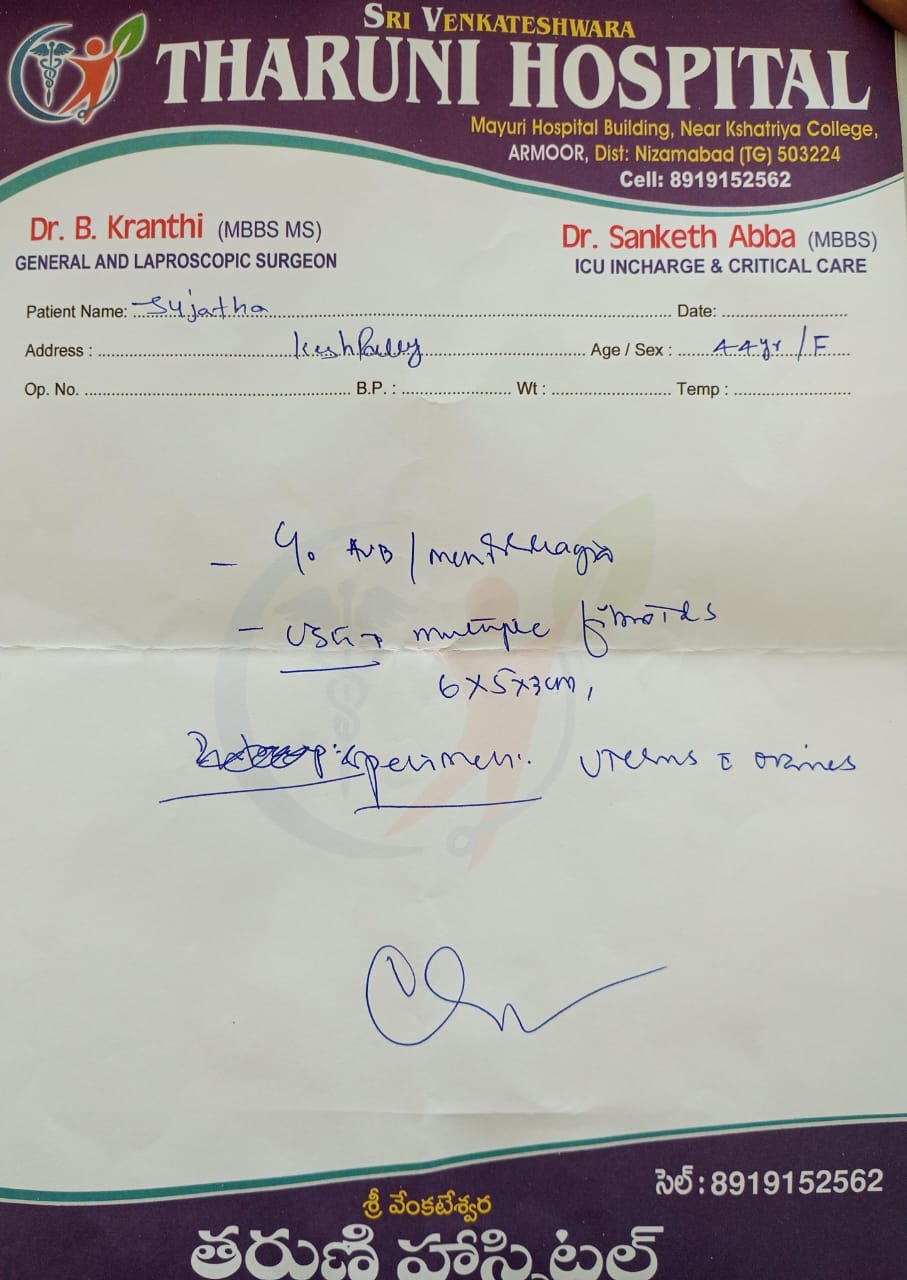 SRI VENKATESHWARA
THARUNI HOSPITAL
Mayuri Hospital Building, Near Kshatriya College,
ARMOOR, Dist: Nizamabad (TG) 503224
Cell: 8919152562
Dr. B. Kranthi (MBBS MS)
GENERAL AND LAPROSCOPIC SURGEON
Dr. Sanketh Abba (MBBS)
ICU INCHARGE & CRITICAL CARE
Patient Name: Sujatha Date:
Address : Age / Sex : 44yr / F
Op. No. B.P. : Wt : Temp :
- C/o AUB / menorrhagia
- USG → multiple fibroids
6x5x3cm,
specimen: uterus c ovaries
సెల్ : 8919152562
శ్రీ వేంకటేశ్వర
తరుణి హాస్పిటల్